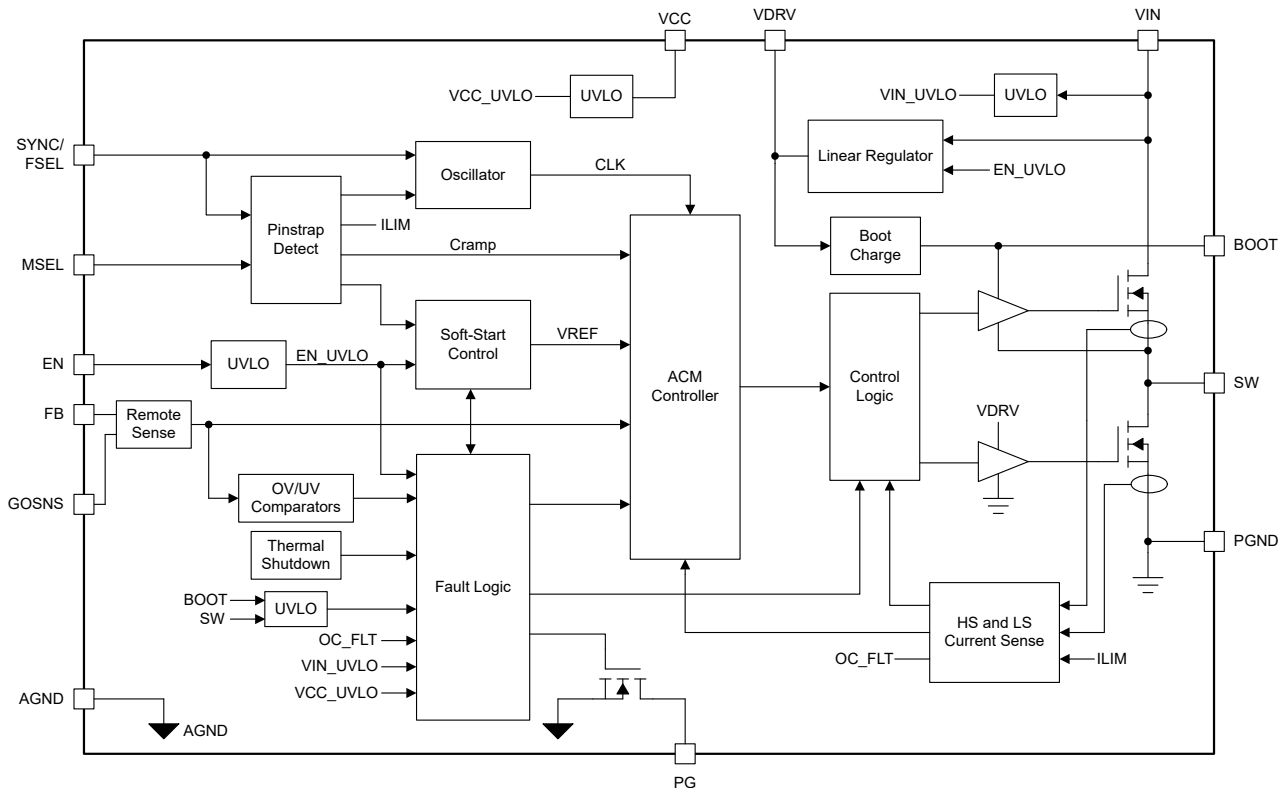 VCC
VDRV
VIN
VCC_UVLO
UVLO
VIN_UVLO
UVLO
SYNC/
FSEL
Oscillator
CLK
Linear Regulator
EN_UVLO
Pinstrap
Detect
ILIM
MSEL
Cramp
Boot
Charge
BOOT
EN
UVLO
EN_UVLO
Soft-Start
Control
VREF
ACM
Controller
Control
Logic
SW
FB
Remote
Sense
VDRV
GOSNS
OV/UV
Comparators
Thermal
Shutdown
Fault Logic
PGND
BOOT
SW
UVLO
HS and LS
Current Sense
OC_FLT
OC_FLT
ILIM
VIN_UVLO
VCC_UVLO
AGND
AGND
PG